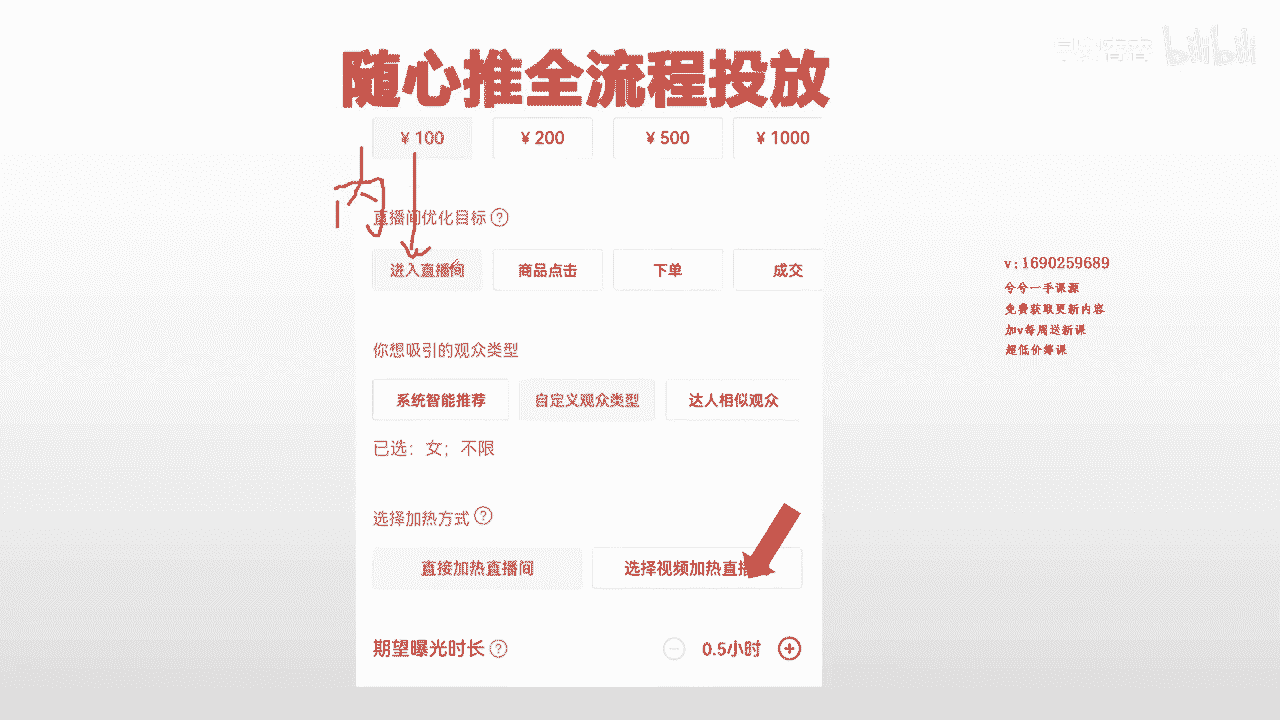 随心推全流程投放
bilibili
¥ 100 ¥ 200 ¥ 500 ¥ 1000
内
直播间优化目标 ?
进入直播间 商品点击 下单 成交
v:1690259689
兮兮一手课源
免费获取更新内容
加v每周送新课
超低价缠课
你想吸引的观众类型
系统智能推荐 自定义观众类型 达人相似观众
已选：女；不限
选择加热方式 ?
直接加热直播间 选择视频加热直播
期望曝光时长 ? 0.5小时